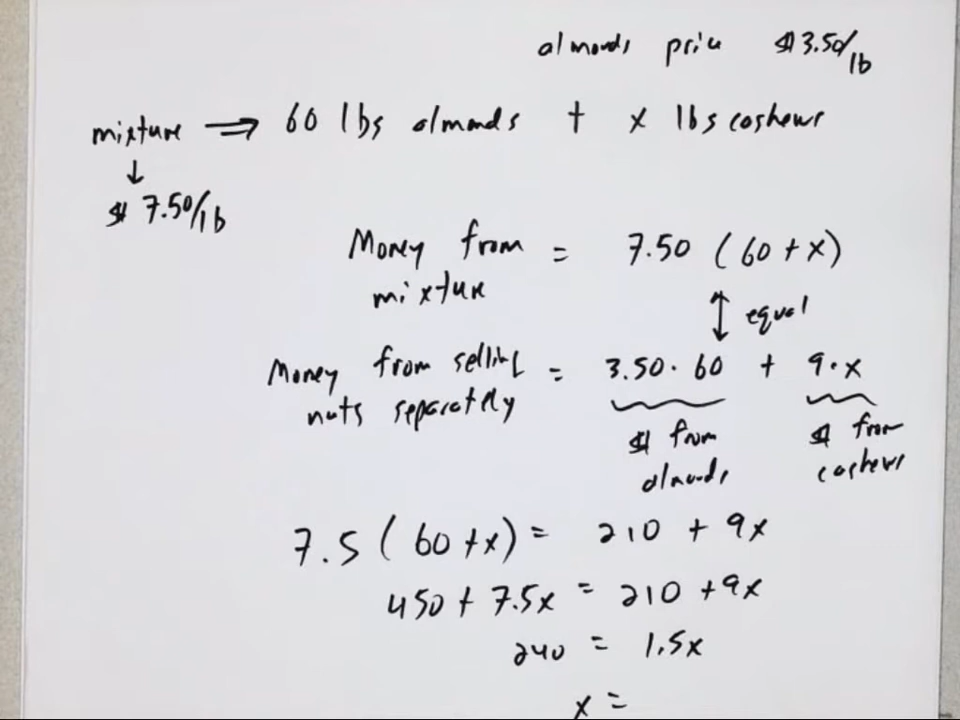 almonds price $3.50/lb
mixture ⇒ 60 lbs almonds + x lbs cashews
↓
$ 7.50/lb
Money from mixture = 7.50 (60 + x)
↕ equal
Money from selling nuts separately = 3.50 · 60 + 9 · x
$ from almonds $ from cashews
7.5 (60 + x) = 210 + 9x
450 + 7.5x = 210 + 9x
240 = 1.5x
x =